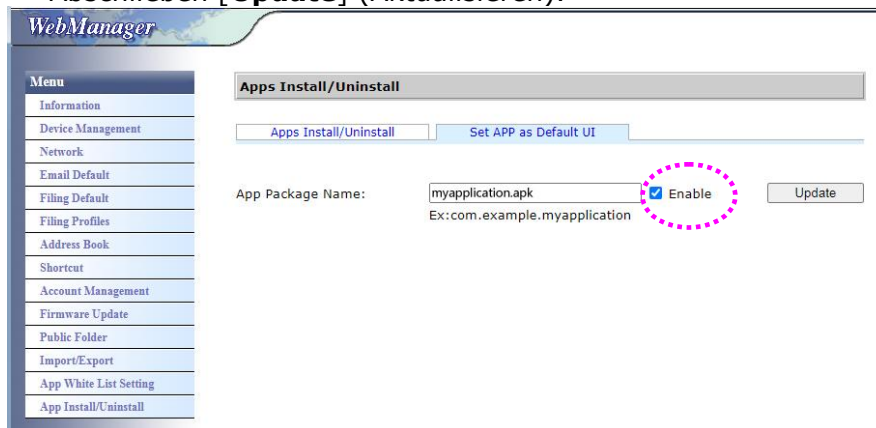 [Update] (Aktualisieren).
WebManager
Menu
Information
Device Management
Network
Email Default
Filing Default
Filing Profiles
Address Book
Shortcut
Account Management
Firmware Update
Public Folder
Import/Export
App White List Setting
App Install/Uninstall
Apps Install/Uninstall
Apps Install/Uninstall Set APP as Default UI
App Package Name: myapplication.apk Enable Update
Ex:com.example.myapplication